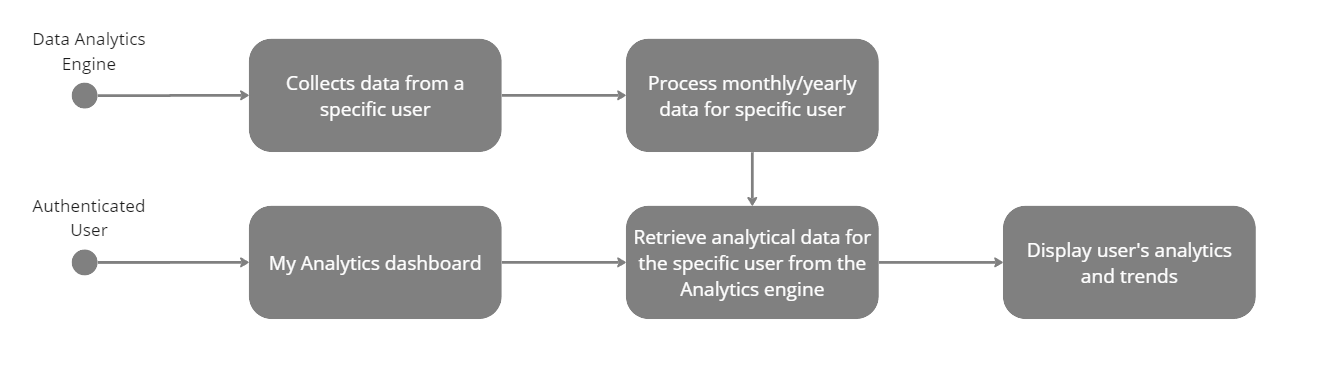 Data Analytics
Engine
Collects data from a
specific user
Process monthly/yearly
data for specific user
Authenticated
User
My Analytics dashboard
Retrieve analytical data for
the specific user from the
Analytics engine
Display user's analytics
and trends